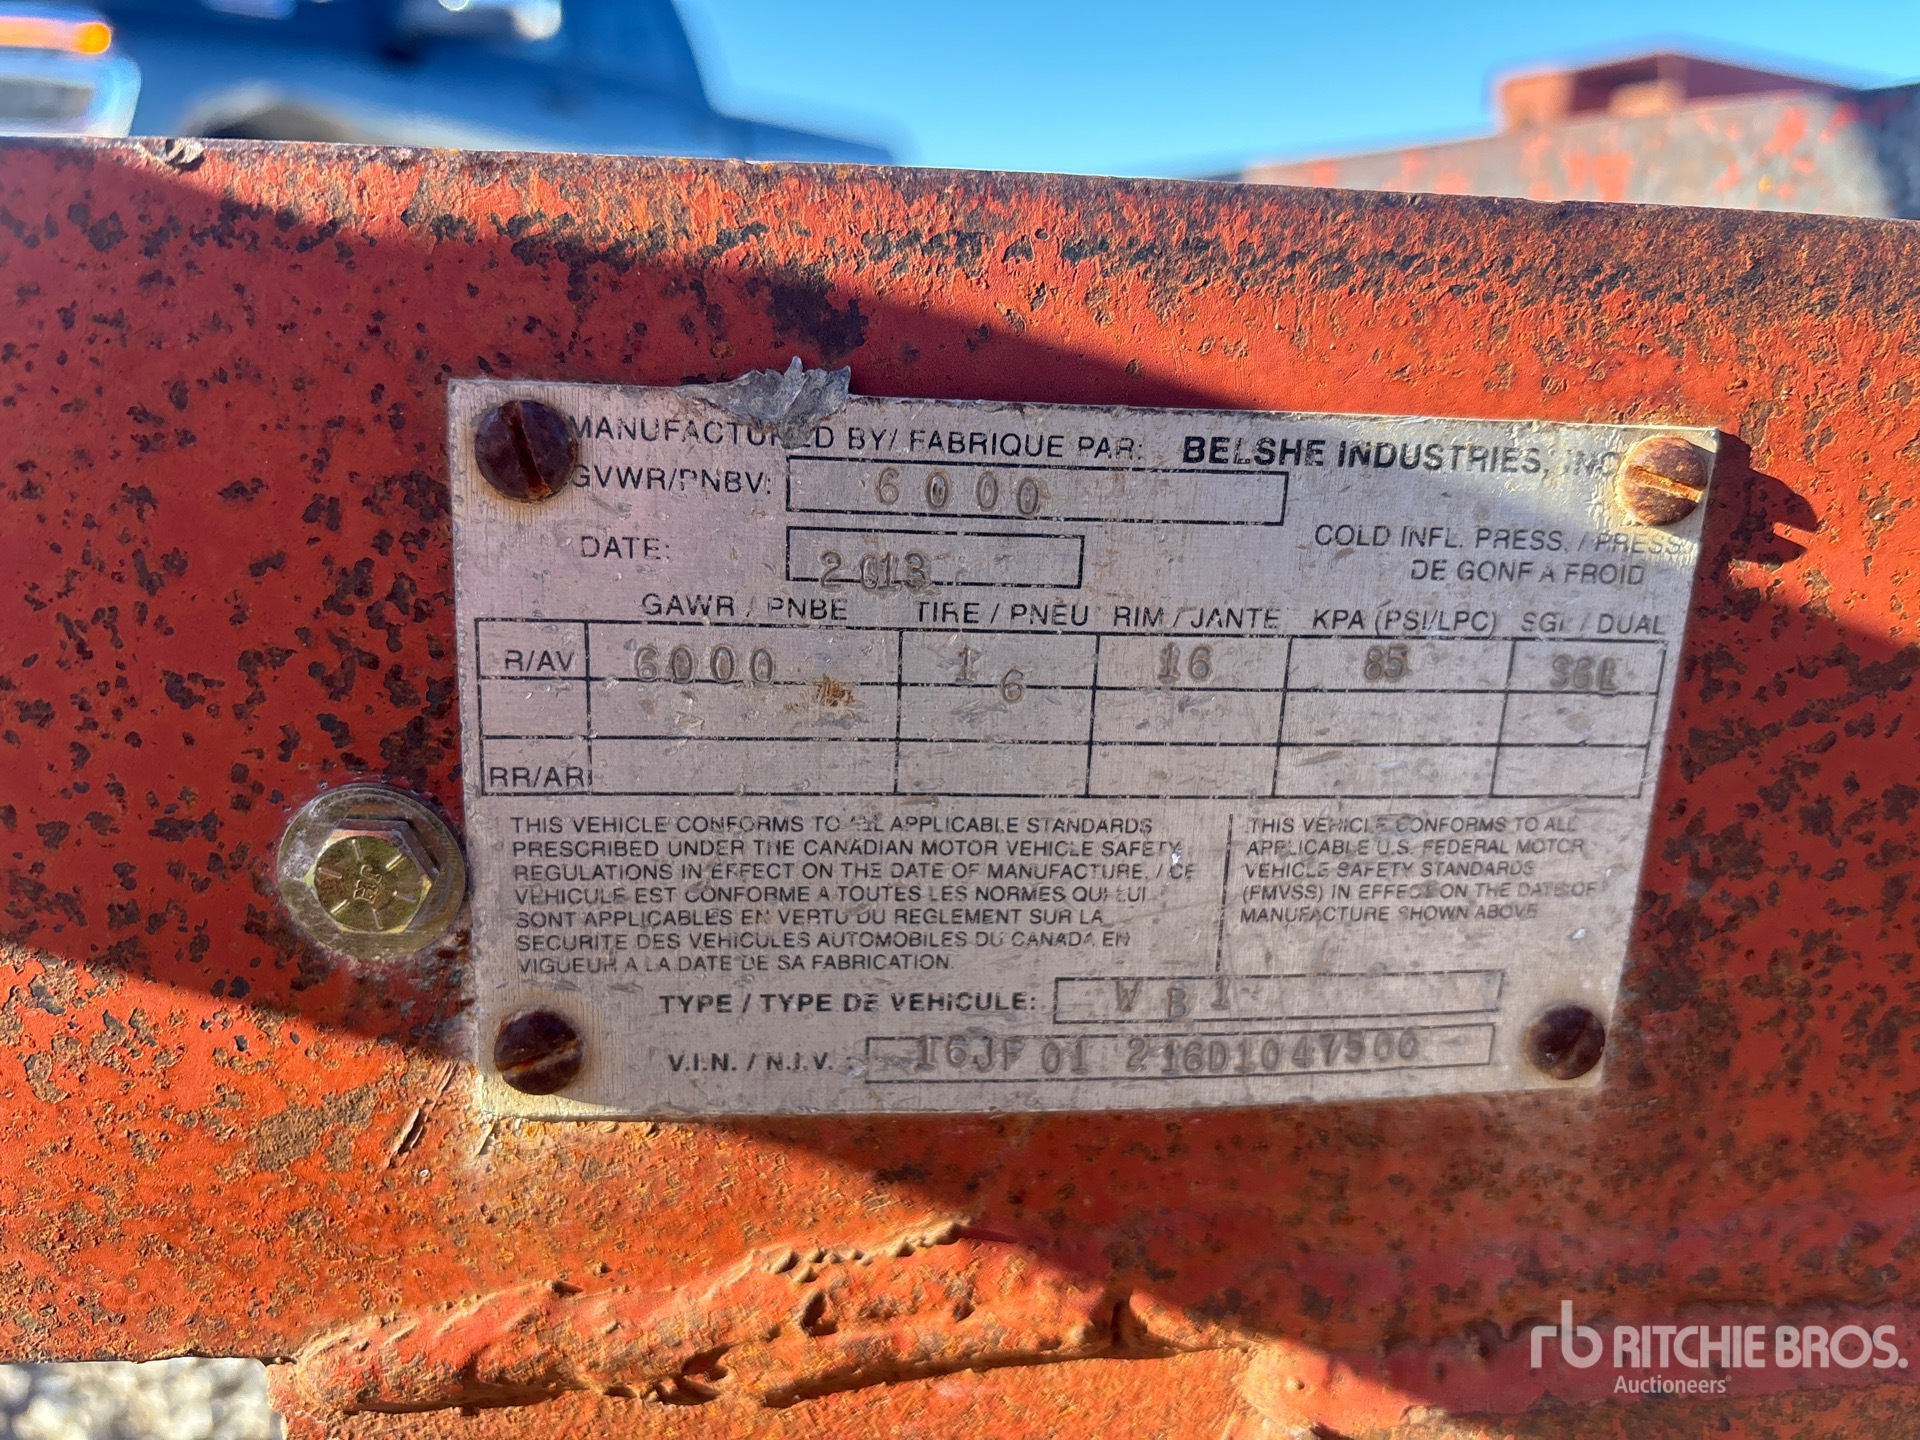 MANUFACTURED BY/ FABRIQUE PAR: BELSHE INDUSTRIES, INC
GVWR/PNBV: 6000
DATE: 2013
COLD INFL. PRESS. / PRESS
DE GONF A FROID
GAWR / PNBE TIRE / PNEU RIM / JANTE KPA (PSI/LPC) SGL / DUAL
R/AV 6000 16 16 85 SGL
RR/AR
THIS VEHICLE CONFORMS TO ALL APPLICABLE STANDARDS
PRESCRIBED UNDER THE CANADIAN MOTOR VEHICLE SAFETY
REGULATIONS IN EFFECT ON THE DATE OF MANUFACTURE. / CE
VEHICULE EST CONFORME A TOUTES LES NORMES QUI LUI
SONT APPLICABLES EN VERTU DU REGLEMENT SUR LA
SECURITE DES VEHICULES AUTOMOBILES DU CANADA EN
VIGUEUR A LA DATE DE SA FABRICATION.
THIS VEHICLE CONFORMS TO ALL
APPLICABLE U.S. FEDERAL MOTOR
VEHICLE SAFETY STANDARDS
(FMVSS) IN EFFECT ON THE DATE OF
MANUFACTURE SHOWN ABOVE
TYPE / TYPE DE VEHICULE: WB1
V.I.N. / N.I.V. : 16JF01 216D1047500
rb RITCHIE BROS.
Auctioneers